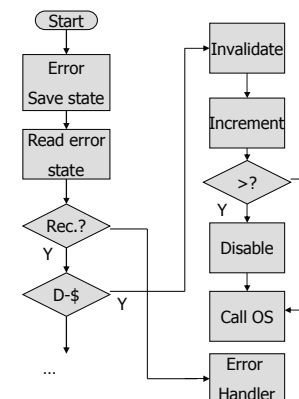 Start
Error
Save state
Read error
state
Rec.?
Y
D-$
Y
...
Invalidate
Increment
>?
Y
Disable
Call OS
Error
Handler